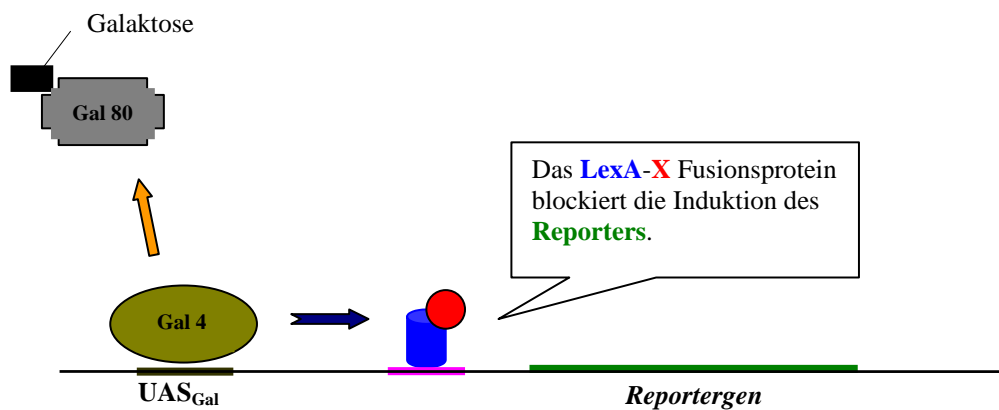 Galaktose
Gal 80
Das LexA-X Fusionsprotein
blockiert die Induktion des
Reporters.
Gal 4
UASGal
Reportergen